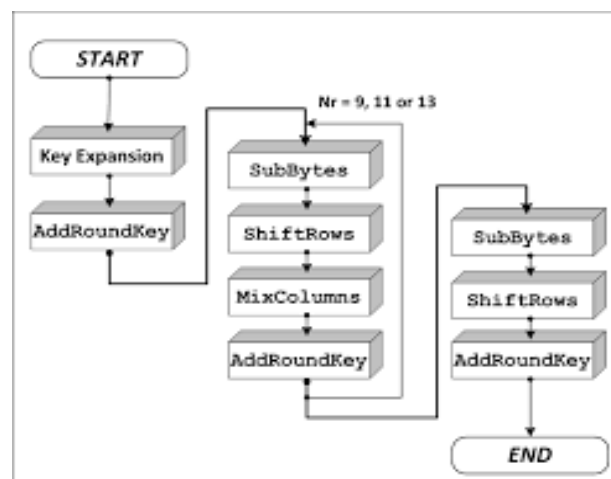 START
Key Expansion
AddRoundKey
Nr = 9, 11 or 13
SubBytes
ShiftRows
MixColumns
AddRoundKey
SubBytes
ShiftRows
AddRoundKey
END